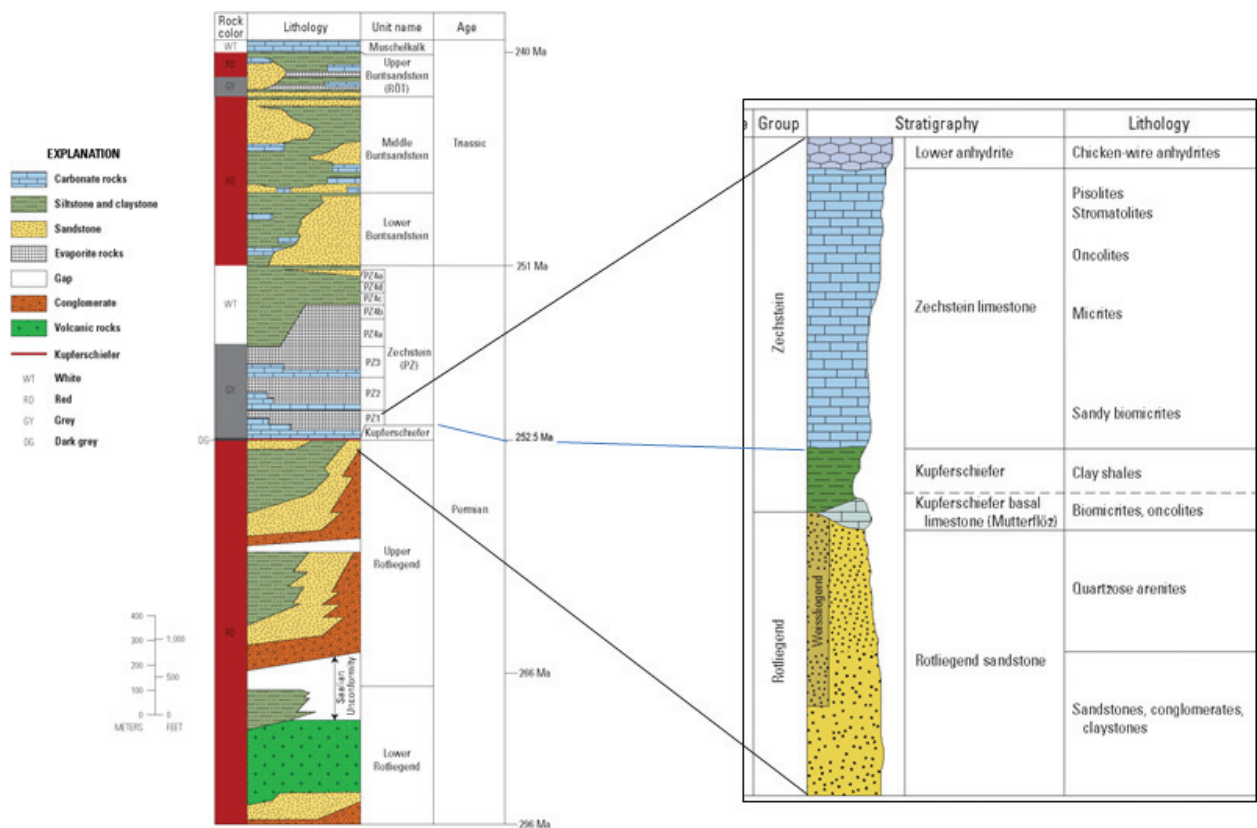 Rock
color
Lithology
Unit name
Age
WT
RD
GY
RD
WT
GY
DG
RD
Muschelkalk
Upper
Buntsandstein
(RÖT)
Middle
Buntsandstein
Lower
Buntsandstein
PZ4e
PZ4d
PZ4c
PZ4b
PZ4a
PZ3
PZ2
PZ1
Zechstein
(PZ)
Kupferschiefer
Upper
Rotliegend
Lower
Rotliegend
Saalian
Unconformity
Triassic
Permian
240 Ma
251 Ma
252.5 Ma
266 Ma
296 Ma
EXPLANATION
Carbonate rocks
Siltstone and claystone
Sandstone
Evaporite rocks
Gap
Conglomerate
Volcanic rocks
Kupferschiefer
WT White
RD Red
GY Grey
DG Dark grey
400
300
200
100
0
METERS
1,000
500
0
FEET
e
Group
Stratigraphy
Lithology
Zechstein
Rotliegend
Weissliegend
Lower anhydrite
Chicken-wire anhydrites
Zechstein limestone
Pisolites
Stromatolites
Oncolites
Micrites
Sandy biomicrites
Kupferschiefer
Clay shales
Kupferschiefer basal
limestone (Mutterflöz)
Biomicrites, oncolites
Rotliegend sandstone
Quartzose arenites
Sandstones, conglomerates,
claystones